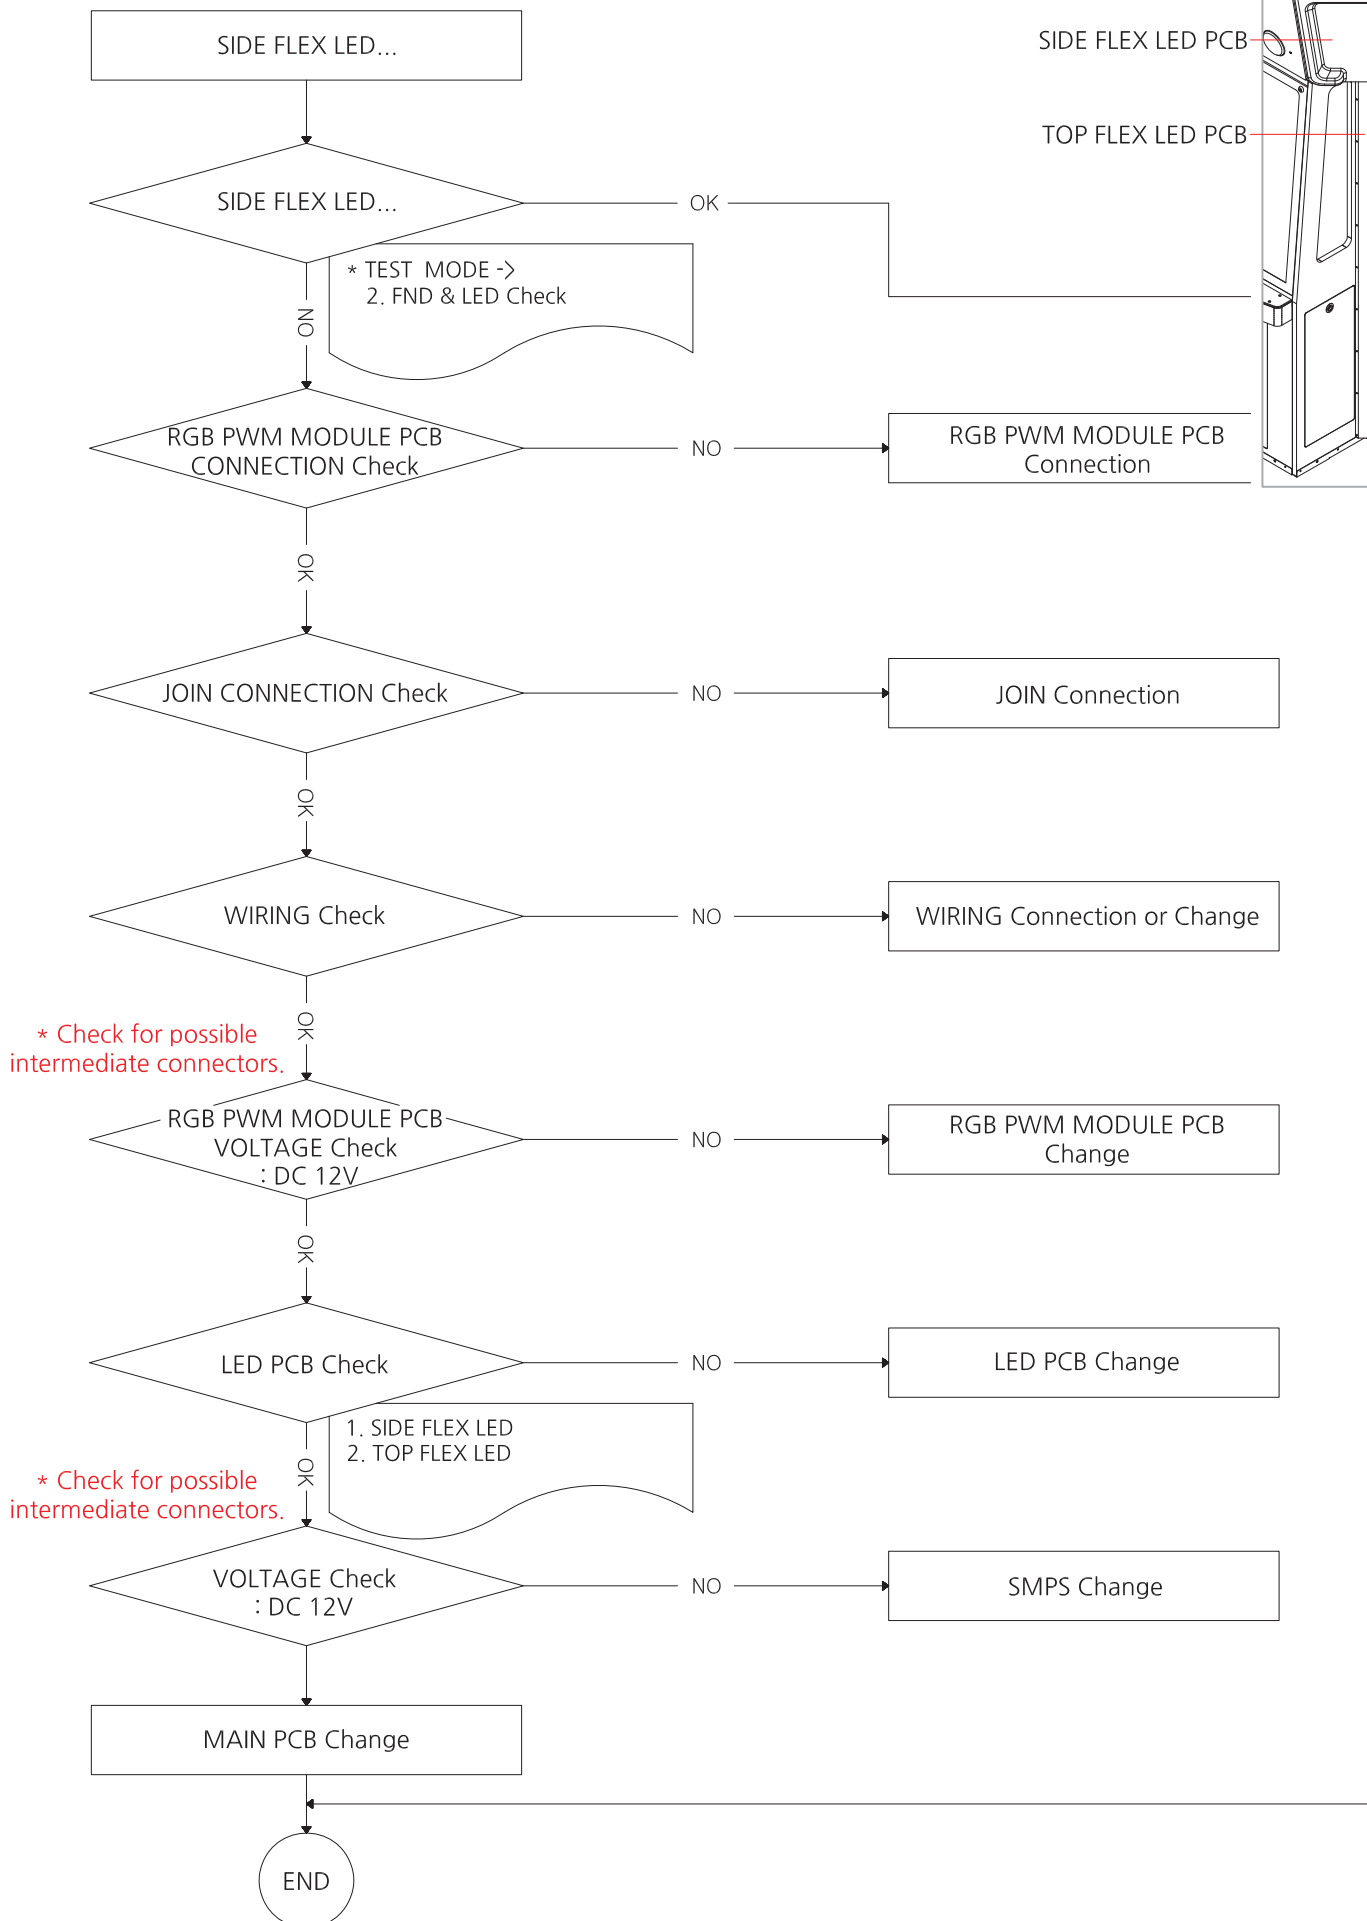 SIDE FLEX LED...
SIDE FLEX LED PCB
TOP FLEX LED PCB
SIDE FLEX LED...
OK
* TEST MODE ->
2. FND & LED Check
NO
RGB PWM MODULE PCB
CONNECTION Check
NO
RGB PWM MODULE PCB
Connection
OK
JOIN CONNECTION Check
NO
JOIN Connection
OK
WIRING Check
NO
WIRING Connection or Change
OK
* Check for possible
intermediate connectors.
RGB PWM MODULE PCB
VOLTAGE Check
: DC 12V
NO
RGB PWM MODULE PCB
Change
OK
LED PCB Check
NO
LED PCB Change
1. SIDE FLEX LED
2. TOP FLEX LED
OK
* Check for possible
intermediate connectors.
VOLTAGE Check
: DC 12V
NO
SMPS Change
MAIN PCB Change
END